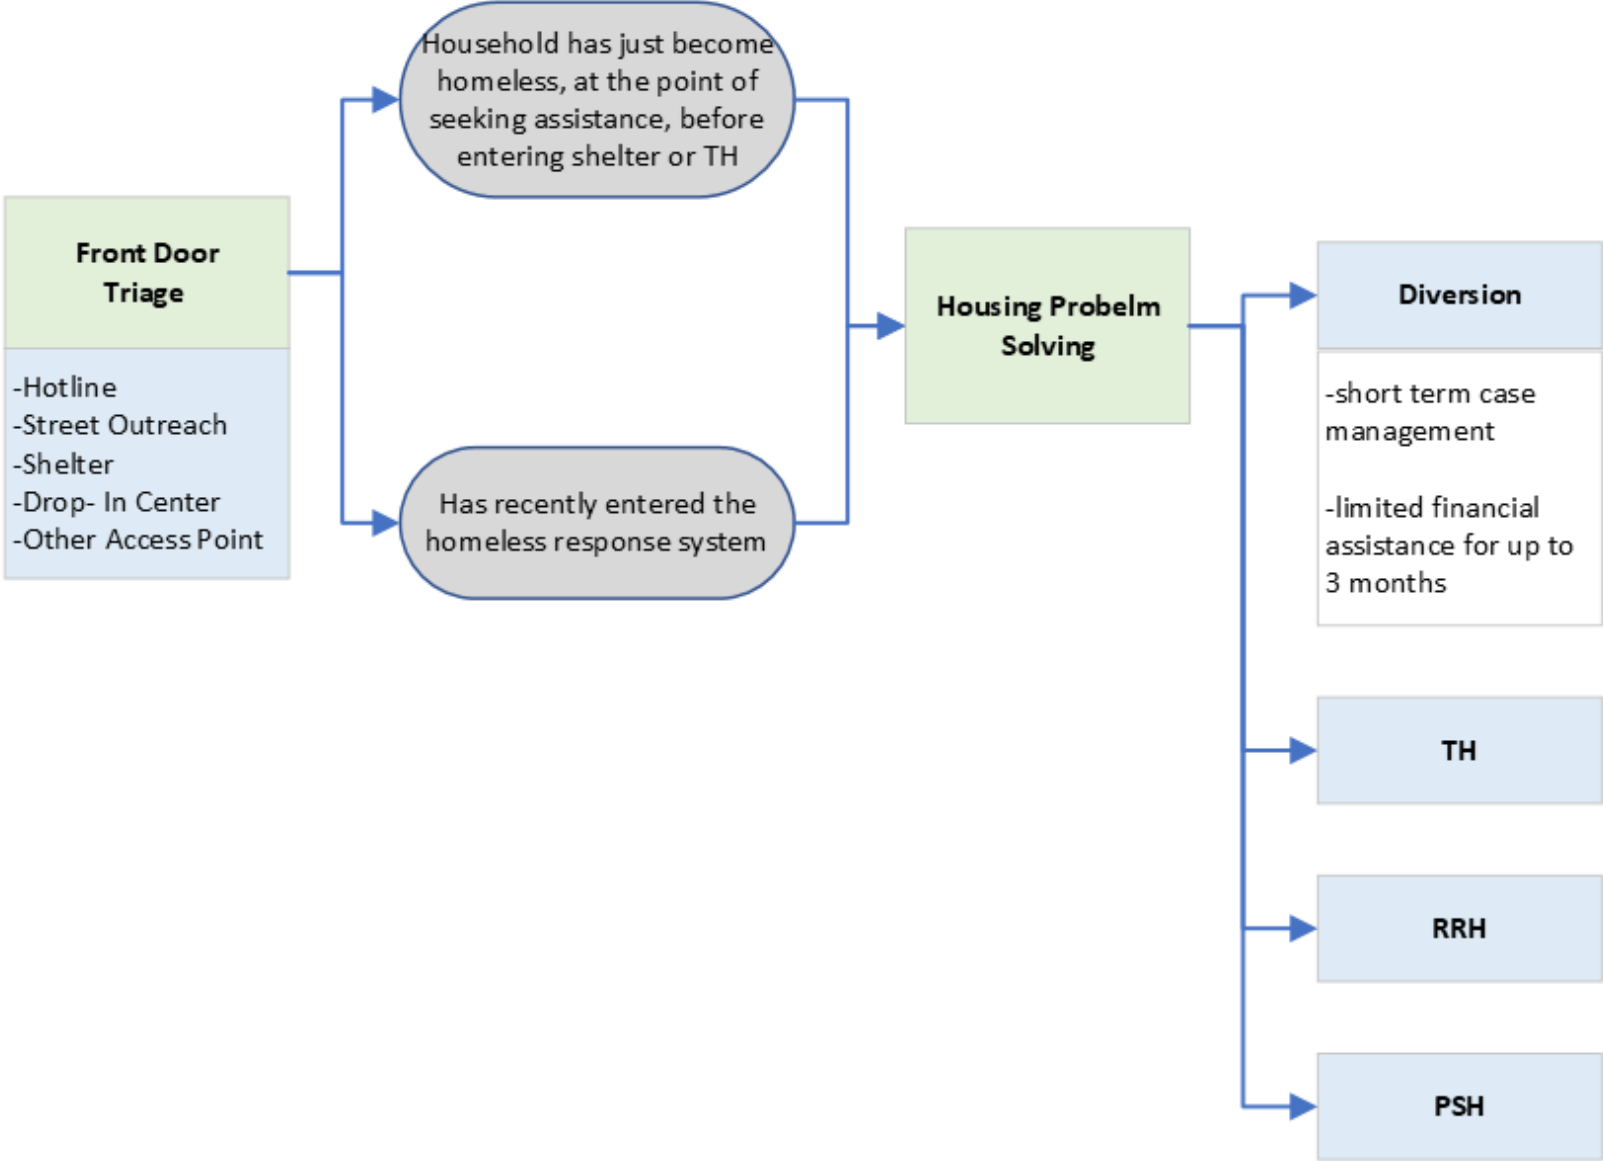 Household has just become
homeless, at the point of
seeking assistance, before
entering shelter or TH
Front Door
Triage
-Hotline
-Street Outreach
-Shelter
-Drop- In Center
-Other Access Point
Has recently entered the
homeless response system
Housing Probelm
Solving
Diversion
-short term case
management
-limited financial
assistance for up to
3 months
TH
RRH
PSH